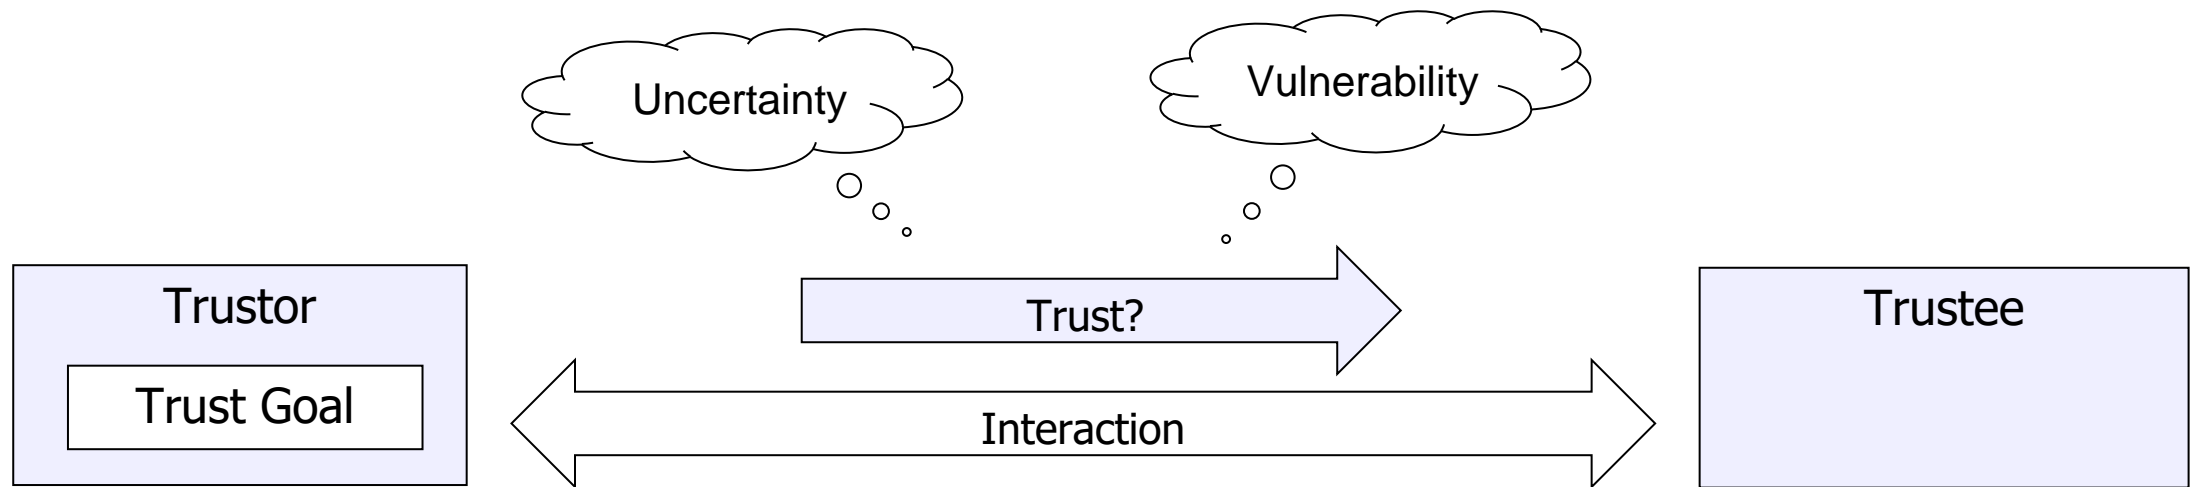 Uncertainty
Vulnerability
Trustor
Trust?
Trustee
Trust Goal
Interaction